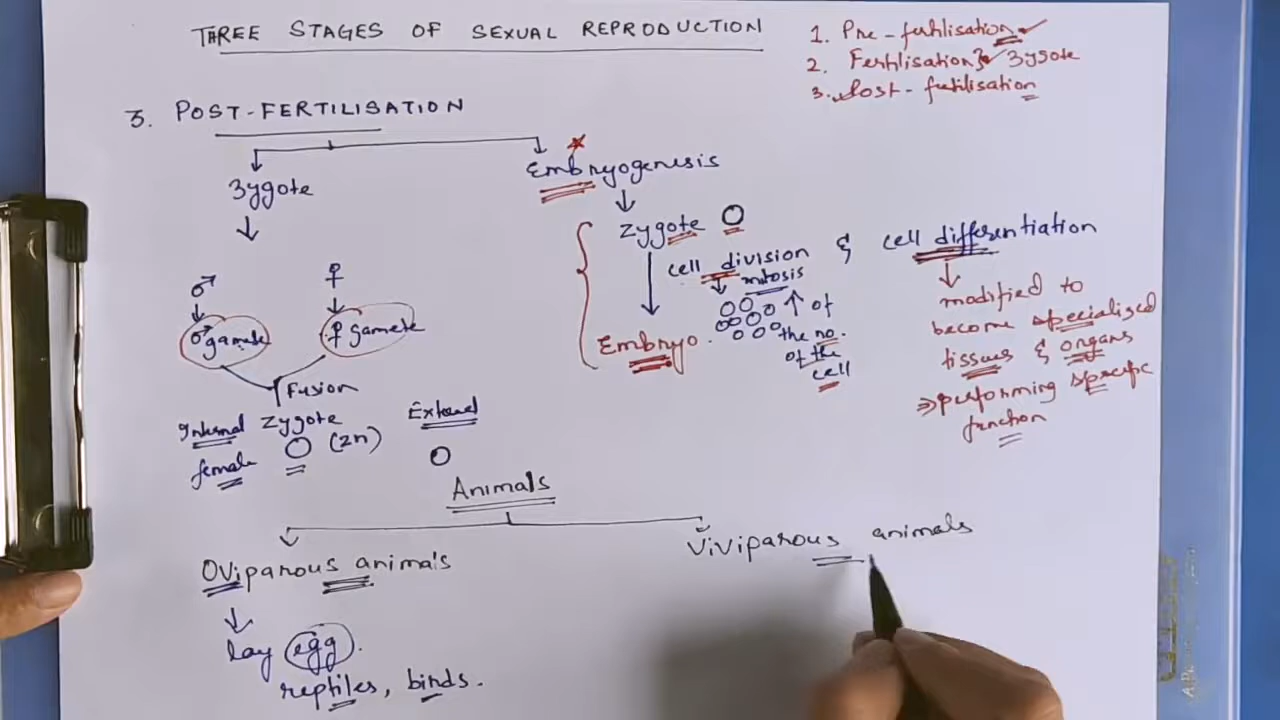 THREE STAGES OF SEXUAL REPRODUCTION
1. Pre-fertilisation
2. Fertilisation} Zygote
3. Post-fertilisation
3. POST-FERTILISATION
Zygote
Embryogenesis
Zygote
cell division & cell differentiation
mitosis
↑ of
the no.
of the
cell
Embryo.
modified to
become specialised
tissues & organs
⇒ performing specific
function
♂ ♀
♂ gamete ♀ gamete
Fusion
Internal Zygote External
female (2n)
Animals
Oviparous animals Viviparous animals
lay egg.
reptiles, birds.